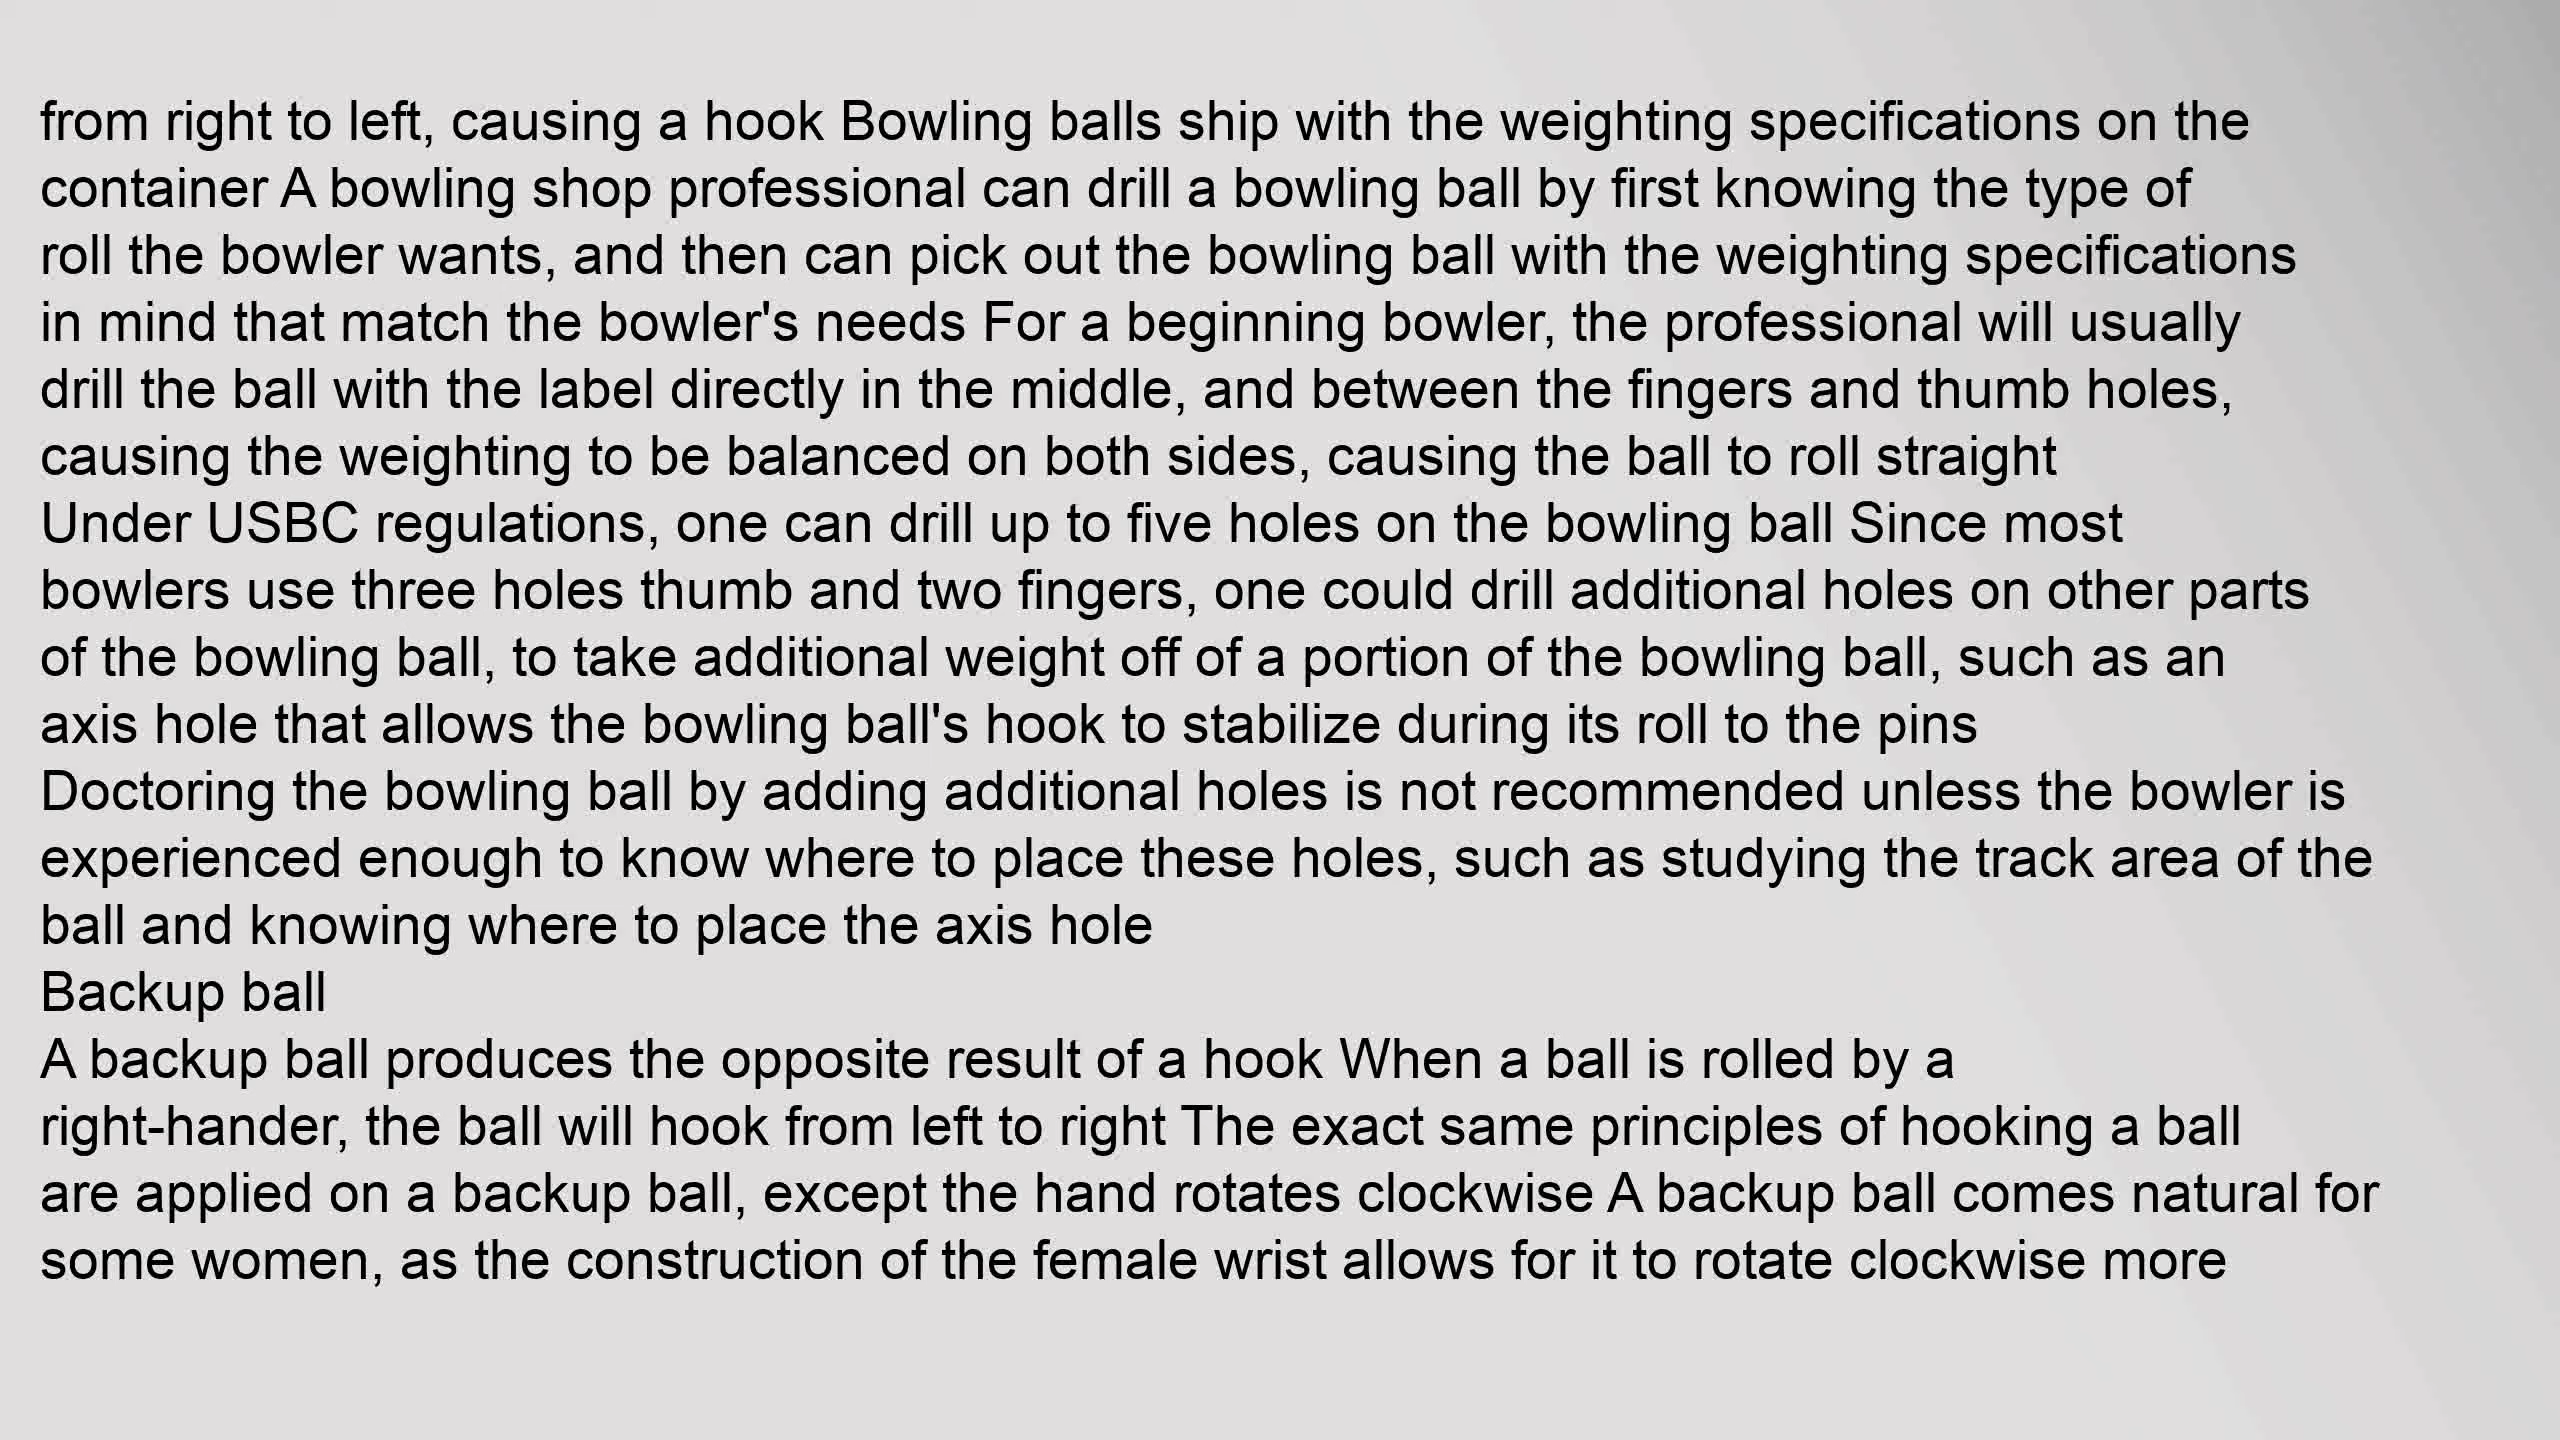 from right to left, causing a hook Bowling balls ship with the weighting specifications on the
container A bowling shop professional can drill a bowling ball by first knowing the type of
roll the bowler wants, and then can pick out the bowling ball with the weighting specifications
in mind that match the bowler's needs For a beginning bowler, the professional will usually
drill the ball with the label directly in the middle, and between the fingers and thumb holes,
causing the weighting to be balanced on both sides, causing the ball to roll straight
Under USBC regulations, one can drill up to five holes on the bowling ball Since most
bowlers use three holes thumb and two fingers, one could drill additional holes on other parts
of the bowling ball, to take additional weight off of a portion of the bowling ball, such as an
axis hole that allows the bowling ball's hook to stabilize during its roll to the pins
Doctoring the bowling ball by adding additional holes is not recommended unless the bowler is
experienced enough to know where to place these holes, such as studying the track area of the
ball and knowing where to place the axis hole
Backup ball
A backup ball produces the opposite result of a hook When a ball is rolled by a
right-hander, the ball will hook from left to right The exact same principles of hooking a ball
are applied on a backup ball, except the hand rotates clockwise A backup ball comes natural for
some women, as the construction of the female wrist allows for it to rotate clockwise more